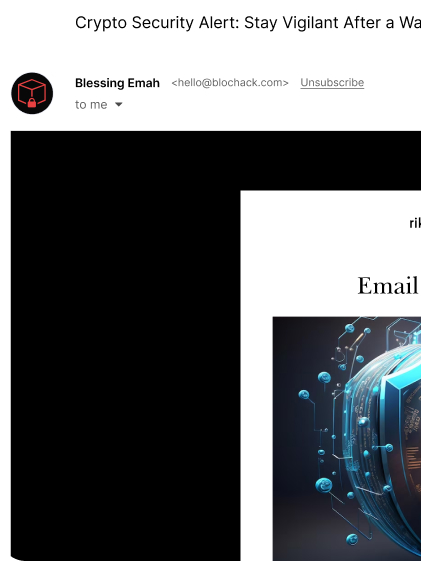 Crypto Security Alert: Stay Vigilant After a Wa
Blessing Emah <hello@blochack.com> Unsubscribe
to me
rik
Email